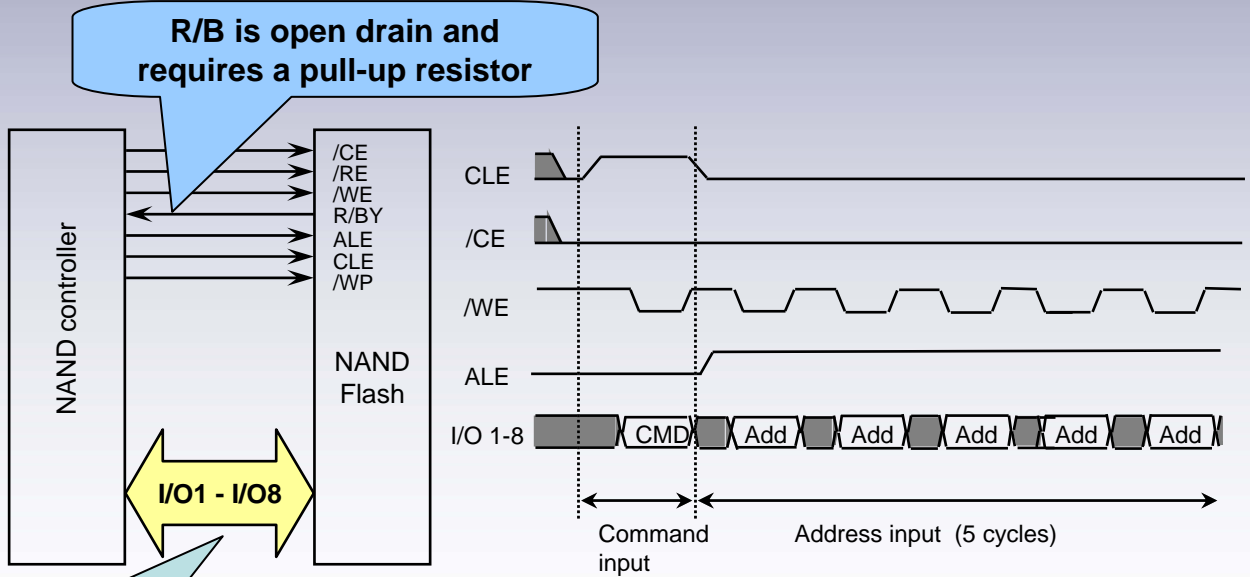 R/B is open drain and
requires a pull-up resistor
NAND controller
/CE
/RE
/WE
R/BY
ALE
CLE
/WP
NAND
Flash
I/O1 - I/O8
CLE
/CE
/WE
ALE
I/O 1-8 CMD Add Add Add Add Add
Command
input
Address input (5 cycles)